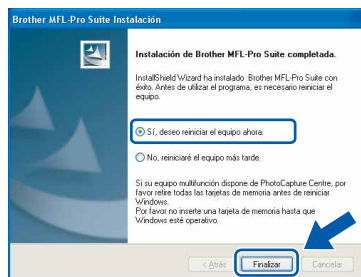 Brother MFL-Pro Suite Instalación
Instalación de Brother MFL-Pro Suite completada.
InstallShield Wizard ha instalado Brother MFL-Pro Suite con
éxito. Antes de utilizar el programa, es necesario reiniciar el
equipo.
Sí, deseo reiniciar el equipo ahora.
No, reiniciaré el equipo más tarde.
Si su equipo multifunción dispone de PhotoCapture Centre, por
favor retire todas las tarjetas de memoria antes de reiniciar
Windows.
Por favor no inserte una tarjeta de memoria hasta que
Windows esté operativo.
< Atrás Finalizar Cancelar